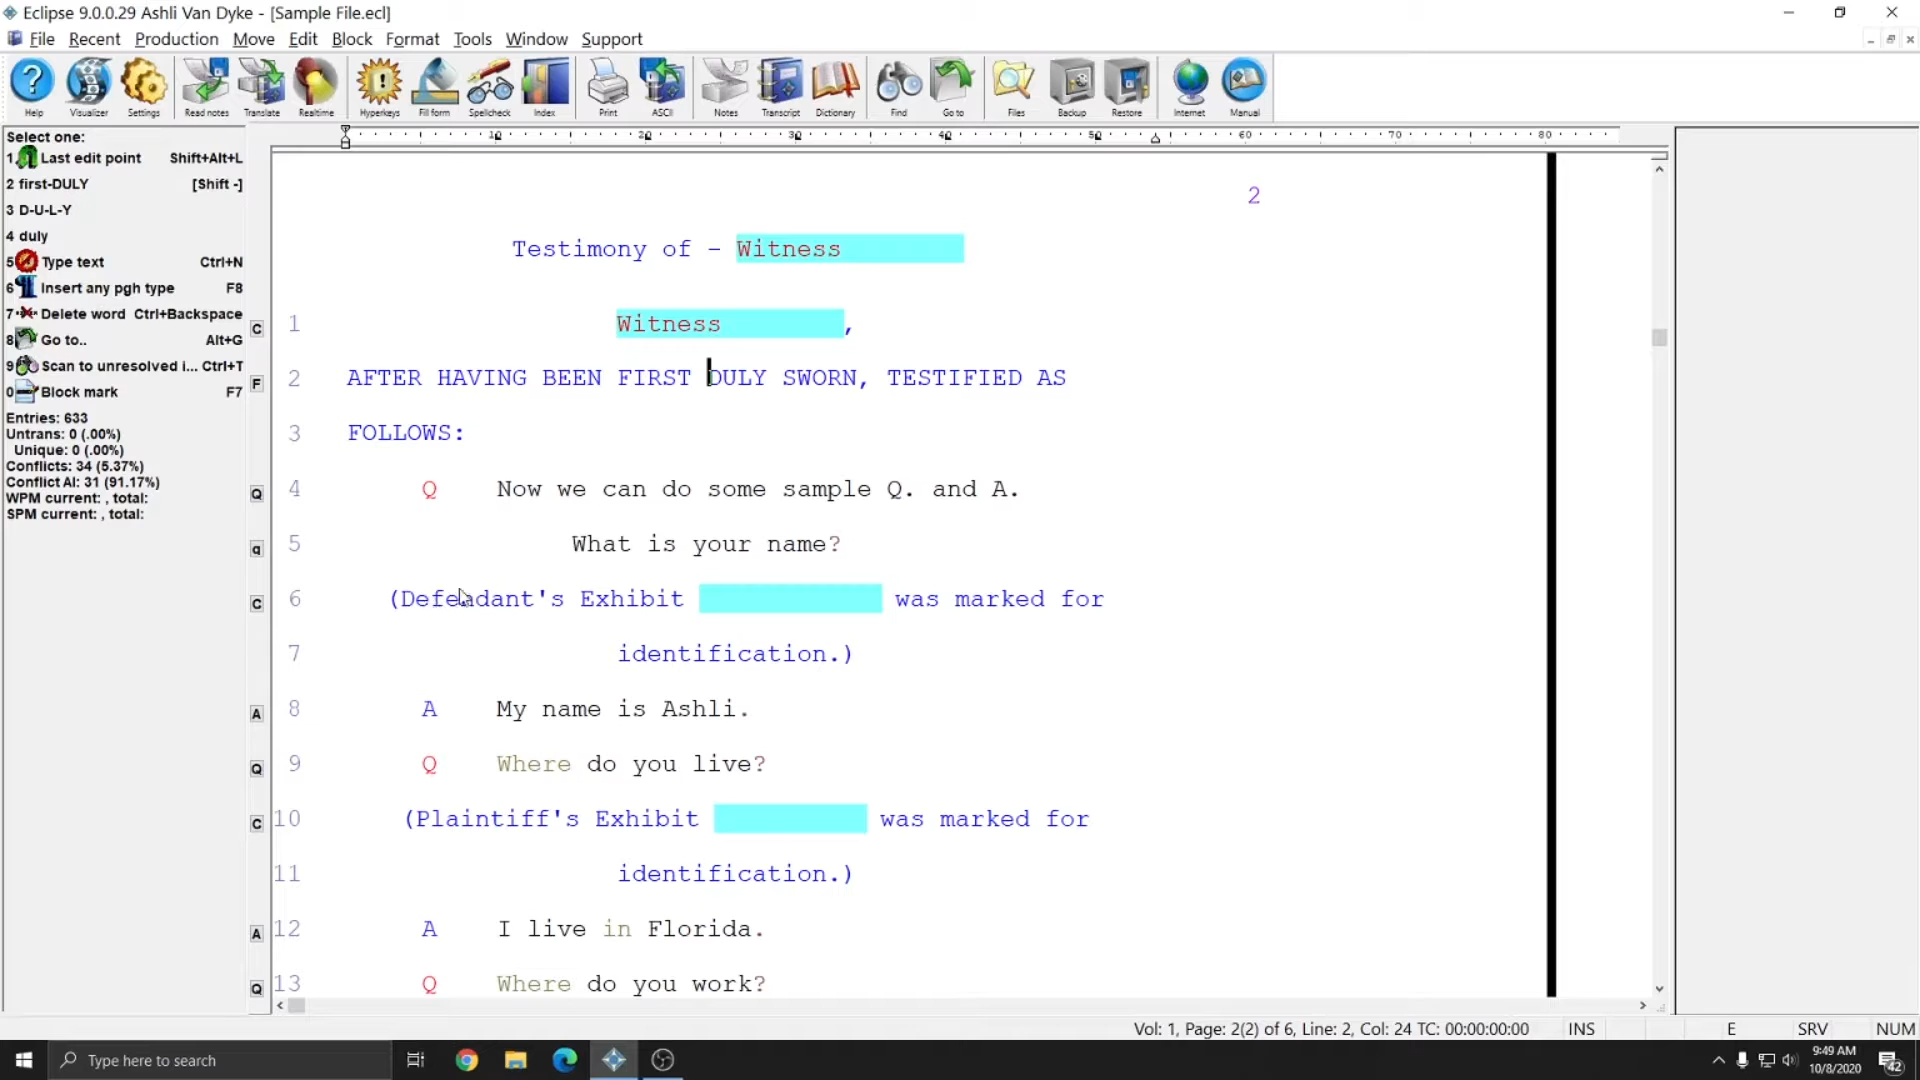 Eclipse 9.0.0.29 Ashli Van Dyke - [Sample File.ecl]
File Recent Production Move Edit Block Format Tools Window Support
Help Visualizer Settings Read notes Translate Realtime Hyperkeys Fill form Spellcheck Index Print ASCII Notes Transcript Dictionary Find Go to Files Backup Restore Internet Manual
Select one:
1 Last edit point Shift+Alt+L
2 first-DULY [Shift -]
3 D-U-L-Y
4 duly
5 Type text Ctrl+N
6 Insert any pgh type F8
7 Delete word Ctrl+Backspace
8 Go to.. Alt+G
9 Scan to unresolved i... Ctrl+T
0 Block mark F7
Entries: 633
Untrans: 0 (.00%)
Unique: 0 (.00%)
Conflicts: 34 (5.37%)
Conflict AI: 31 (91.17%)
WPM current: , total:
SPM current: , total:
10 20 30 40 50 60 70 80
2
Testimony of - Witness
C 1 Witness ,
F 2 AFTER HAVING BEEN FIRST DULY SWORN, TESTIFIED AS
3 FOLLOWS:
Q 4 Q Now we can do some sample Q. and A.
q 5 What is your name?
C 6 (Defendant's Exhibit was marked for
7 identification.)
A 8 A My name is Ashli.
Q 9 Q Where do you live?
C 10 (Plaintiff's Exhibit was marked for
11 identification.)
A 12 A I live in Florida.
Q 13 Q Where do you work?
Vol: 1, Page: 2(2) of 6, Line: 2, Col: 24 TC: 00:00:00:00 INS E SRV NUM
Type here to search
9:49 AM
10/8/2020
42